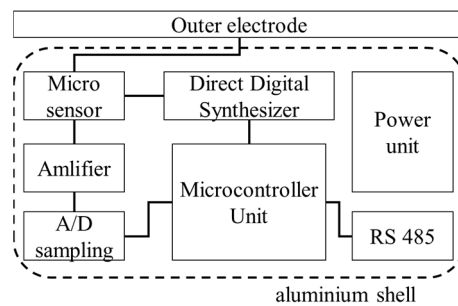 Outer electrode
Micro
sensor
Direct Digital
Synthesizer
Power
unit
Amlifier
Microcontroller
Unit
A/D
sampling
RS 485
aluminium shell